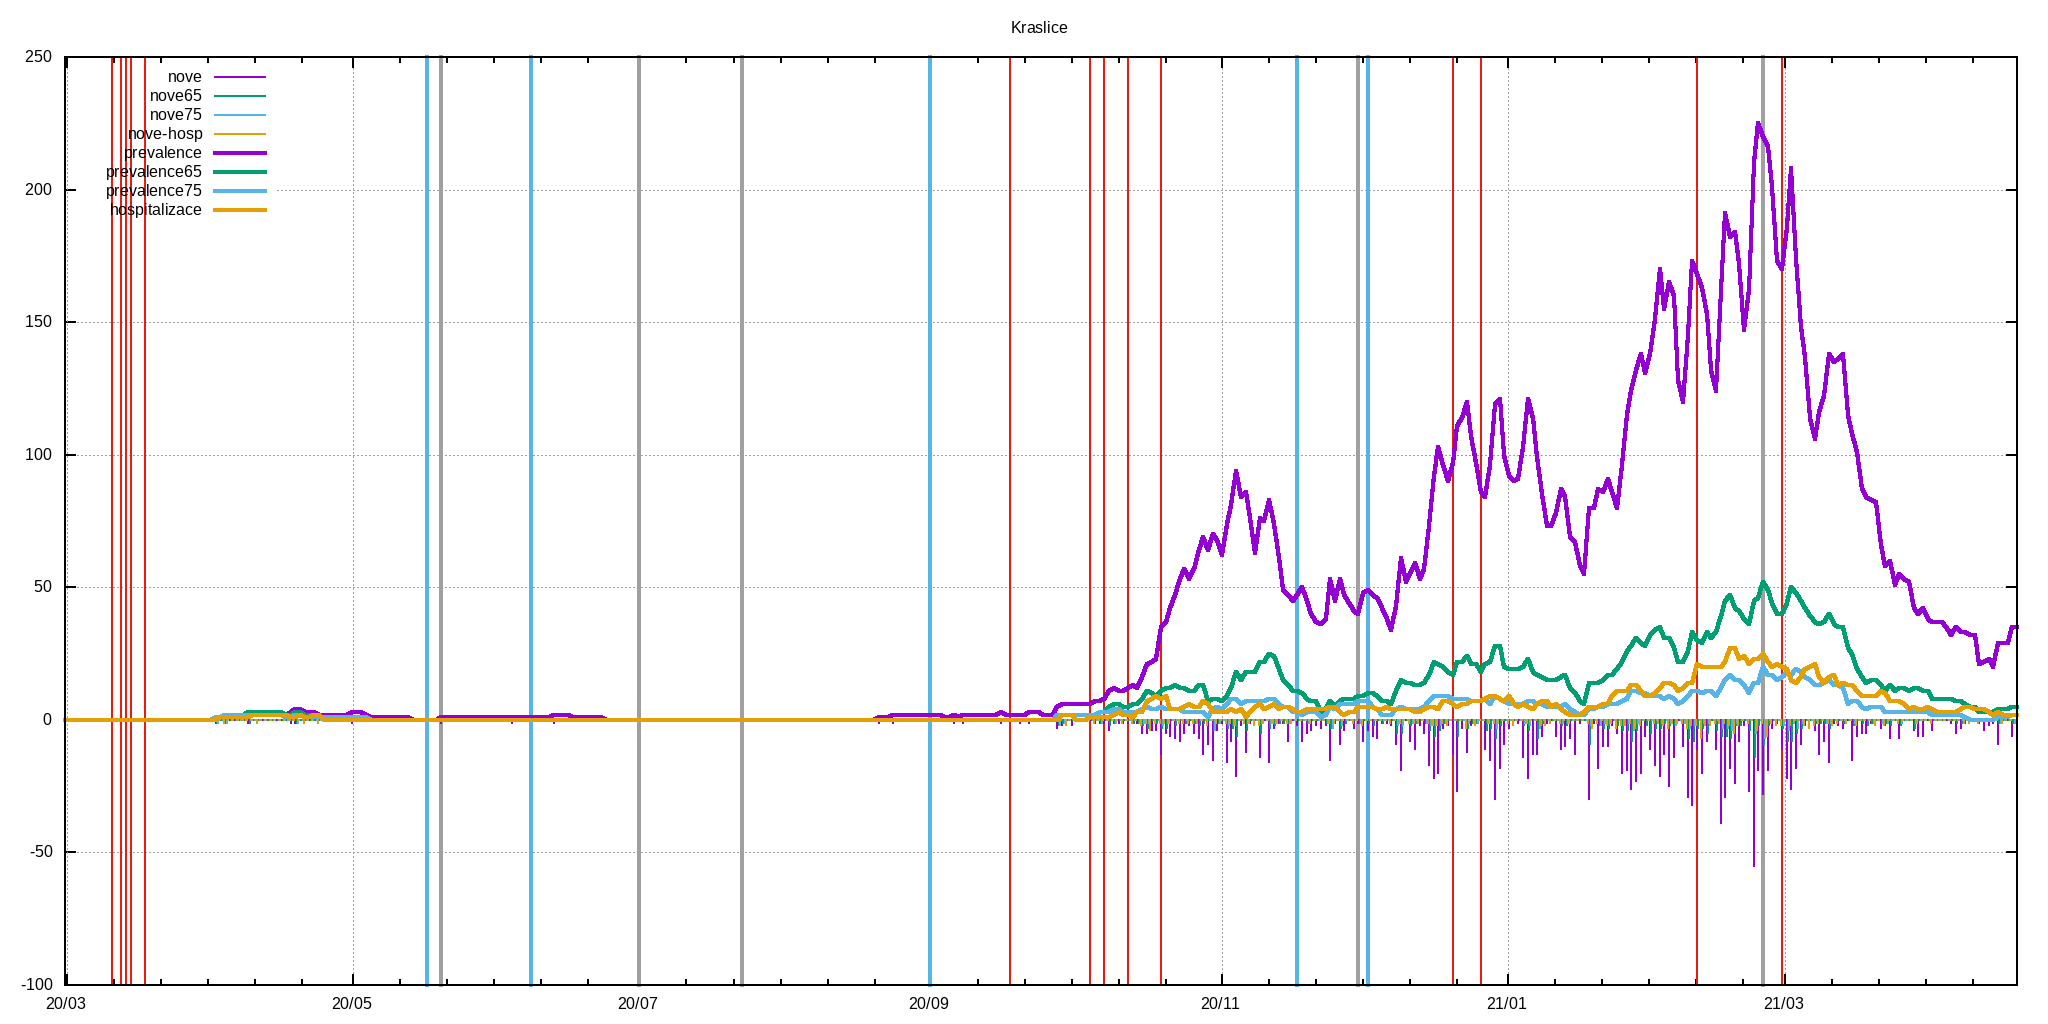 Kraslice
250
200
150
100
50
0
-50
-100
nove
nove65
nove75
nove-hosp
prevalence
prevalence65
prevalence75
hospitalizace
20/03
20/05
20/07
20/09
20/11
21/01
21/03